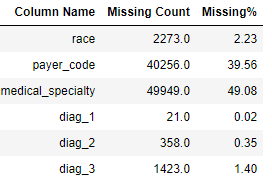 Column Name Missing Count Missing%
race 2273.0 2.23
payer_code 40256.0 39.56
medical_specialty 49949.0 49.08
diag_1 21.0 0.02
diag_2 358.0 0.35
diag_3 1423.0 1.40